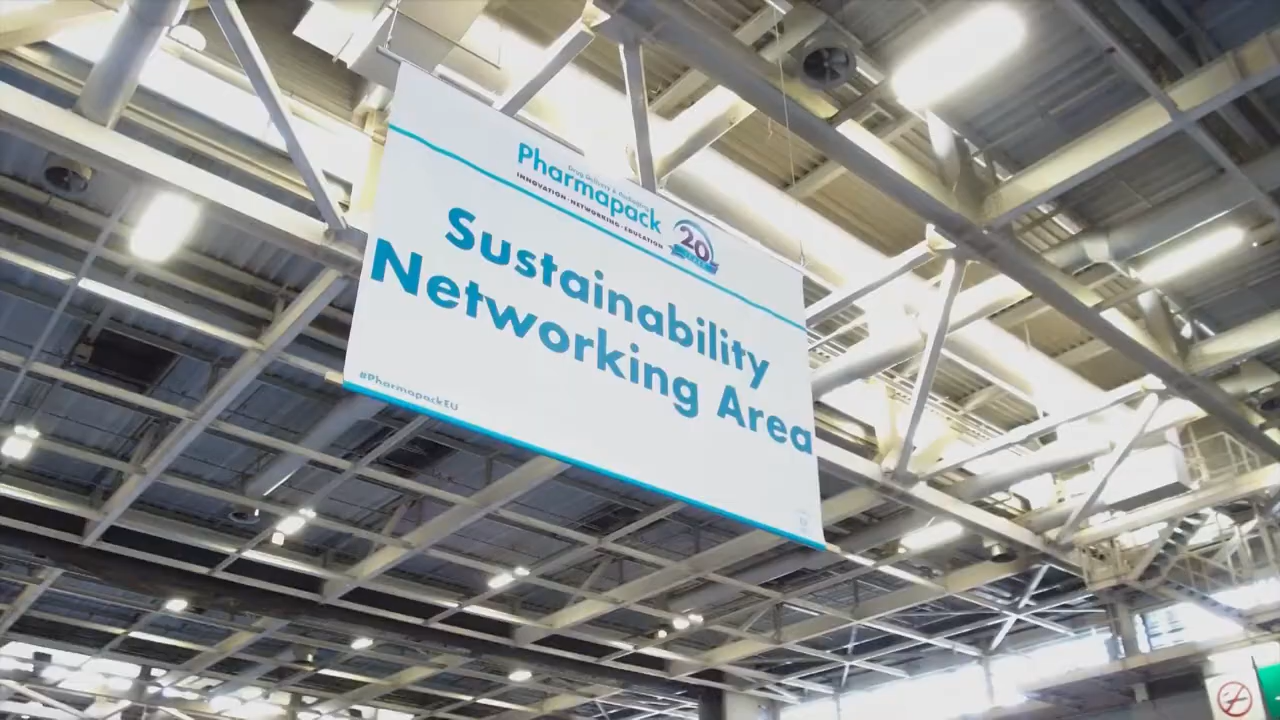 Drug Delivery & Packaging
Pharmapack
INNOVATION · NETWORKING · EDUCATION
20
Sustainability
Networking Area
#PharmapackEU